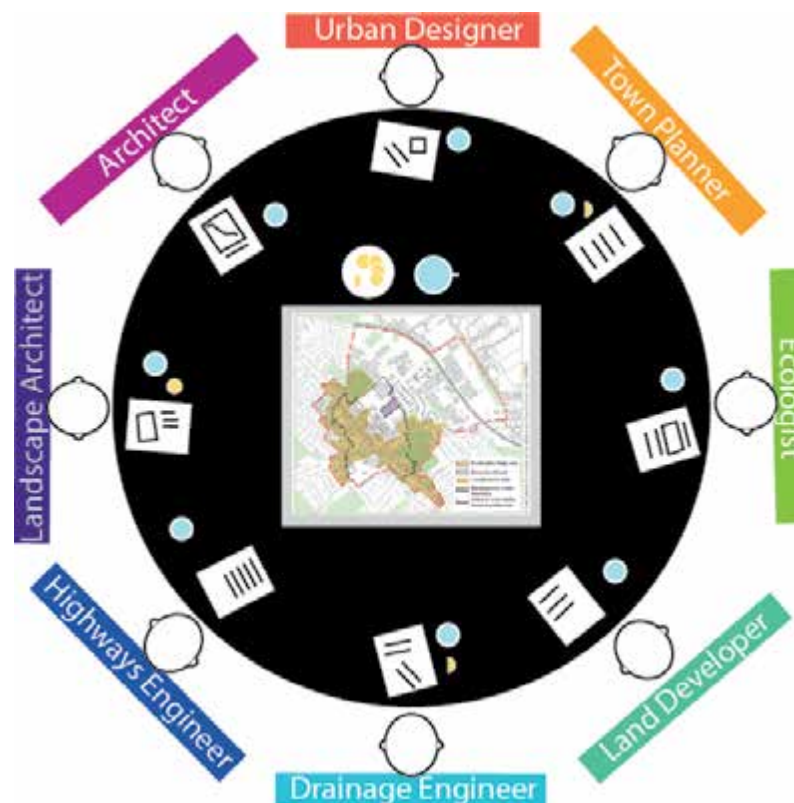 Urban Designer
Town Planner
Ecologist
Land Developer
Drainage Engineer
Highways Engineer
Landscape Architect
Architect